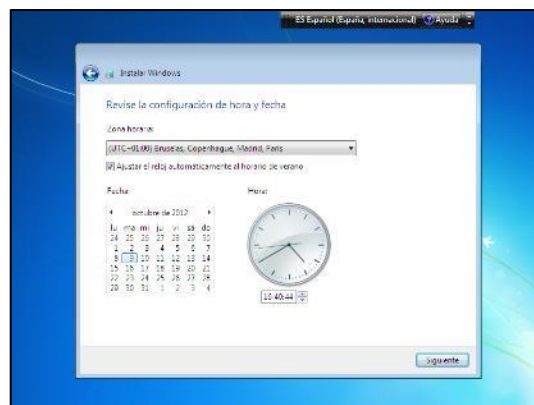 ES Español (España, internacional) Ayuda
Instalar Windows
Revise la configuración de hora y fecha
Zona horaria:
(UTC+01:00) Bruselas, Copenhague, Madrid, París
Ajustar el reloj automáticamente al horario de verano
Fecha: Hora:
octubre de 2012
lu ma mi ju vi sá do
24 25 26 27 28 29 30
1 2 3 4 5 6 7
8 9 10 11 12 13 14
15 16 17 18 19 20 21
22 23 24 25 26 27 28
29 30 31 1 2 3 4
16:40:44
Siguiente